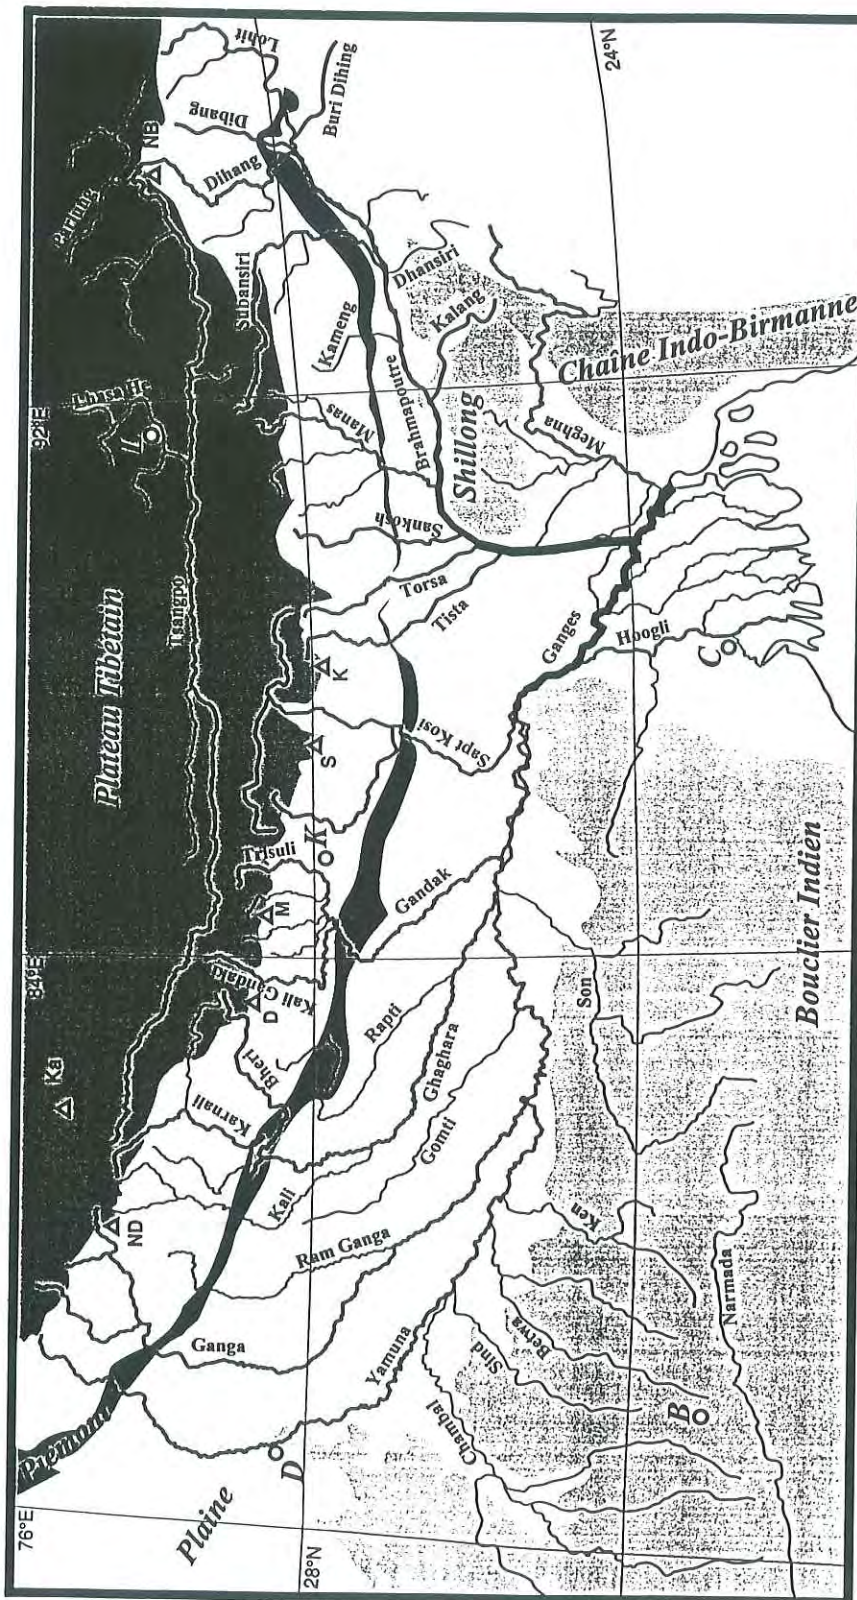 76°E
84°E
92°E
28°N
24°N
Plateau Tibétain
Piémont
Plaine
Bouclier Indien
Shillong
Chaîne Indo-Birmanne
Ka
ND
D
M
S
K
NB
D
K
L
B
C
Tsangpo
Lhasa
Parlung
Lohit
Dibang
Dihang
Buri Dihing
Subansiri
Kameng
Manas
Sankosh
Torsa
Tista
Brahmapoutre
Dhansiri
Kalang
Meghna
Ganges
Hoogli
Sapt Kosi
Trisuli
Gandak
Kali Gandaki
Bheri
Karnali
Rapti
Ghaghara
Gomti
Kali
Ram Ganga
Ganga
Yamuna
Chambal
Sind
Betwa
Ken
Son
Narmada